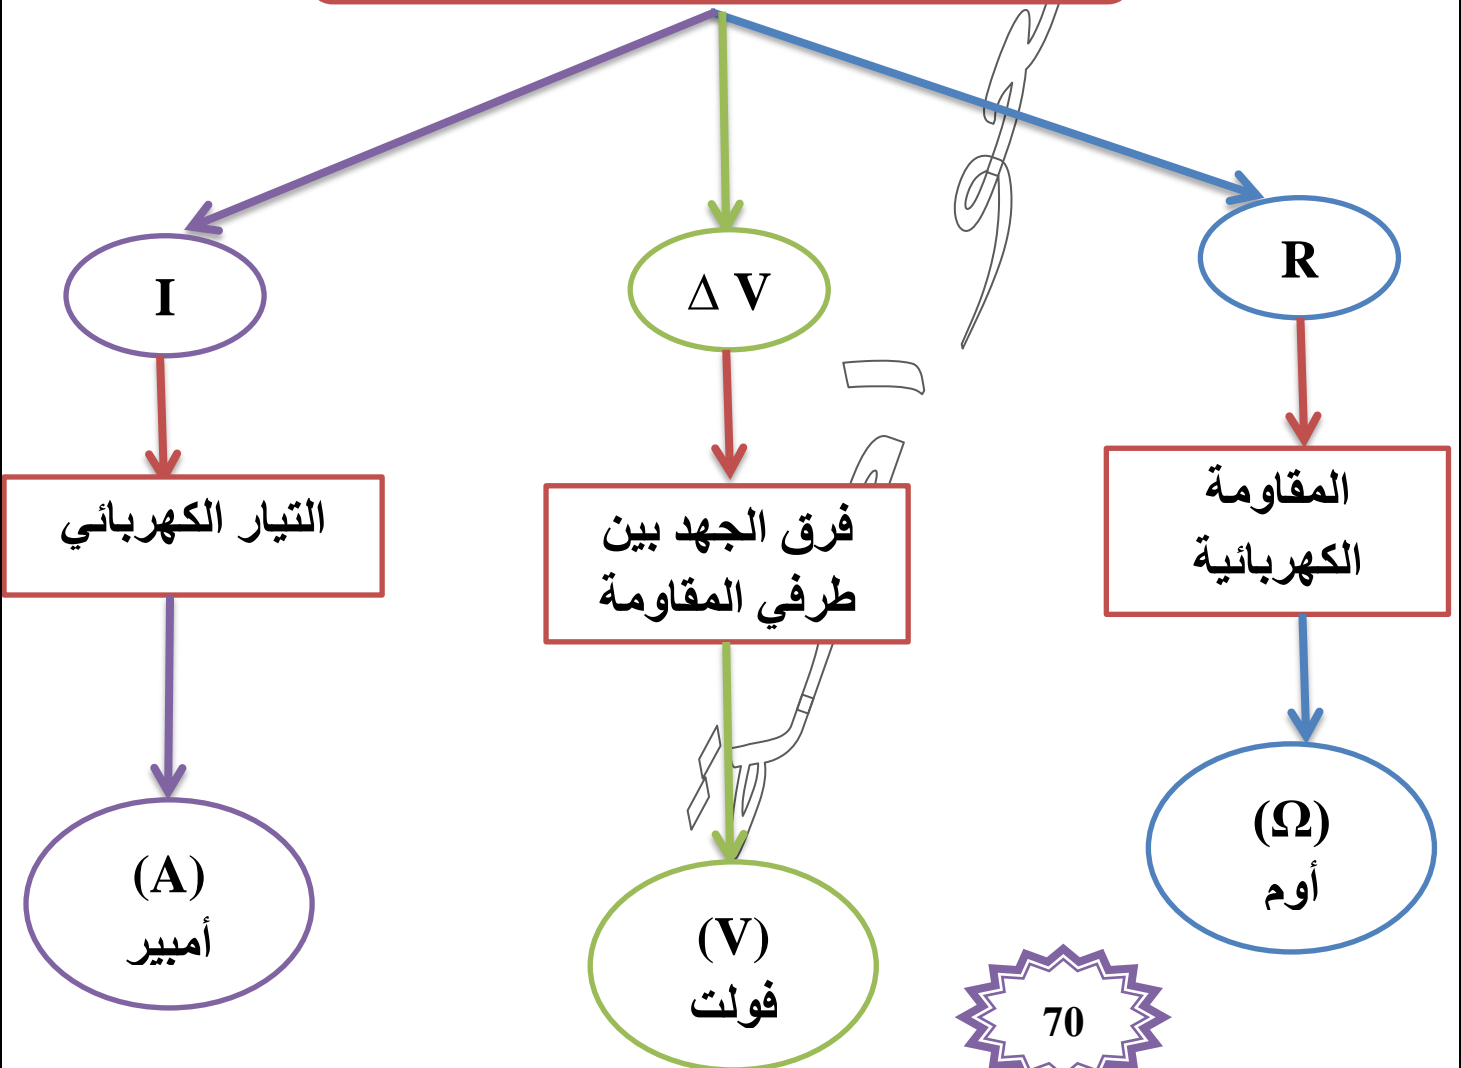 R
Δ V
I
المقاومة
الكهربائية
فرق الجهد بين
طرفي المقاومة
التيار الكهربائي
(Ω)
أوم
(V)
فولت
(A)
أمبير
70